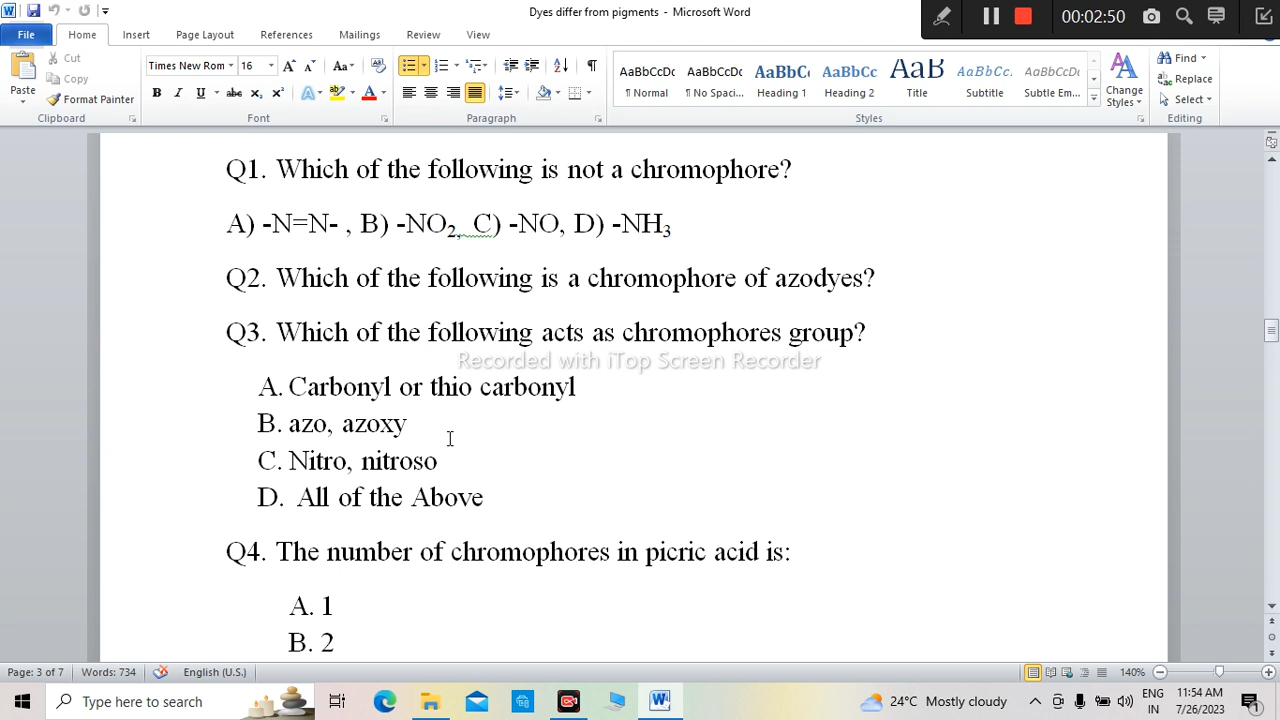 Dyes differ from pigments - Microsoft Word
00:02:50
File Home Insert Page Layout References Mailings Review View
Paste
Cut
Copy
Format Painter
Clipboard
Times New Rom 16
Font
Paragraph
AaBbCcDc AaBbCcDc AaBbCc AaBbCc AaB AaBbCcI AaBbCcDc
¶ Normal ¶ No Spaci... Heading 1 Heading 2 Title Subtitle Subtle Em...
Change Styles
Styles
Find
Replace
Select
Editing
Q1. Which of the following is not a chromophore?
A) -N=N- , B) -NO2, C) -NO, D) -NH3
Q2. Which of the following is a chromophore of azodyes?
Q3. Which of the following acts as chromophores group?
Recorded with iTop Screen Recorder
A. Carbonyl or thio carbonyl
B. azo, azoxy
C. Nitro, nitroso
D. All of the Above
Q4. The number of chromophores in picric acid is:
A. 1
B. 2
Page: 3 of 7 Words: 734 English (U.S.) 140%
Type here to search
24°C Mostly cloudy
ENG
IN
11:54 AM
7/26/2023